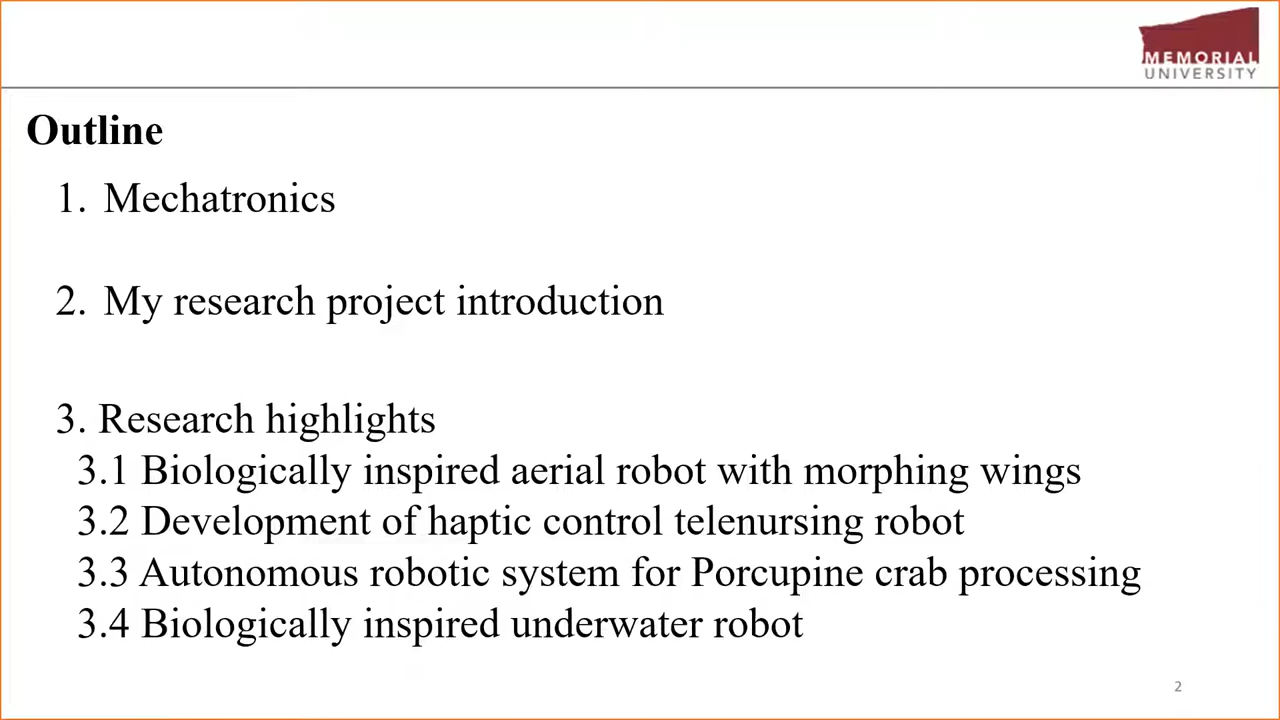 MEMORIAL
UNIVERSITY
Outline
1. Mechatronics
2. My research project introduction
3. Research highlights
3.1 Biologically inspired aerial robot with morphing wings
3.2 Development of haptic control telenursing robot
3.3 Autonomous robotic system for Porcupine crab processing
3.4 Biologically inspired underwater robot
2